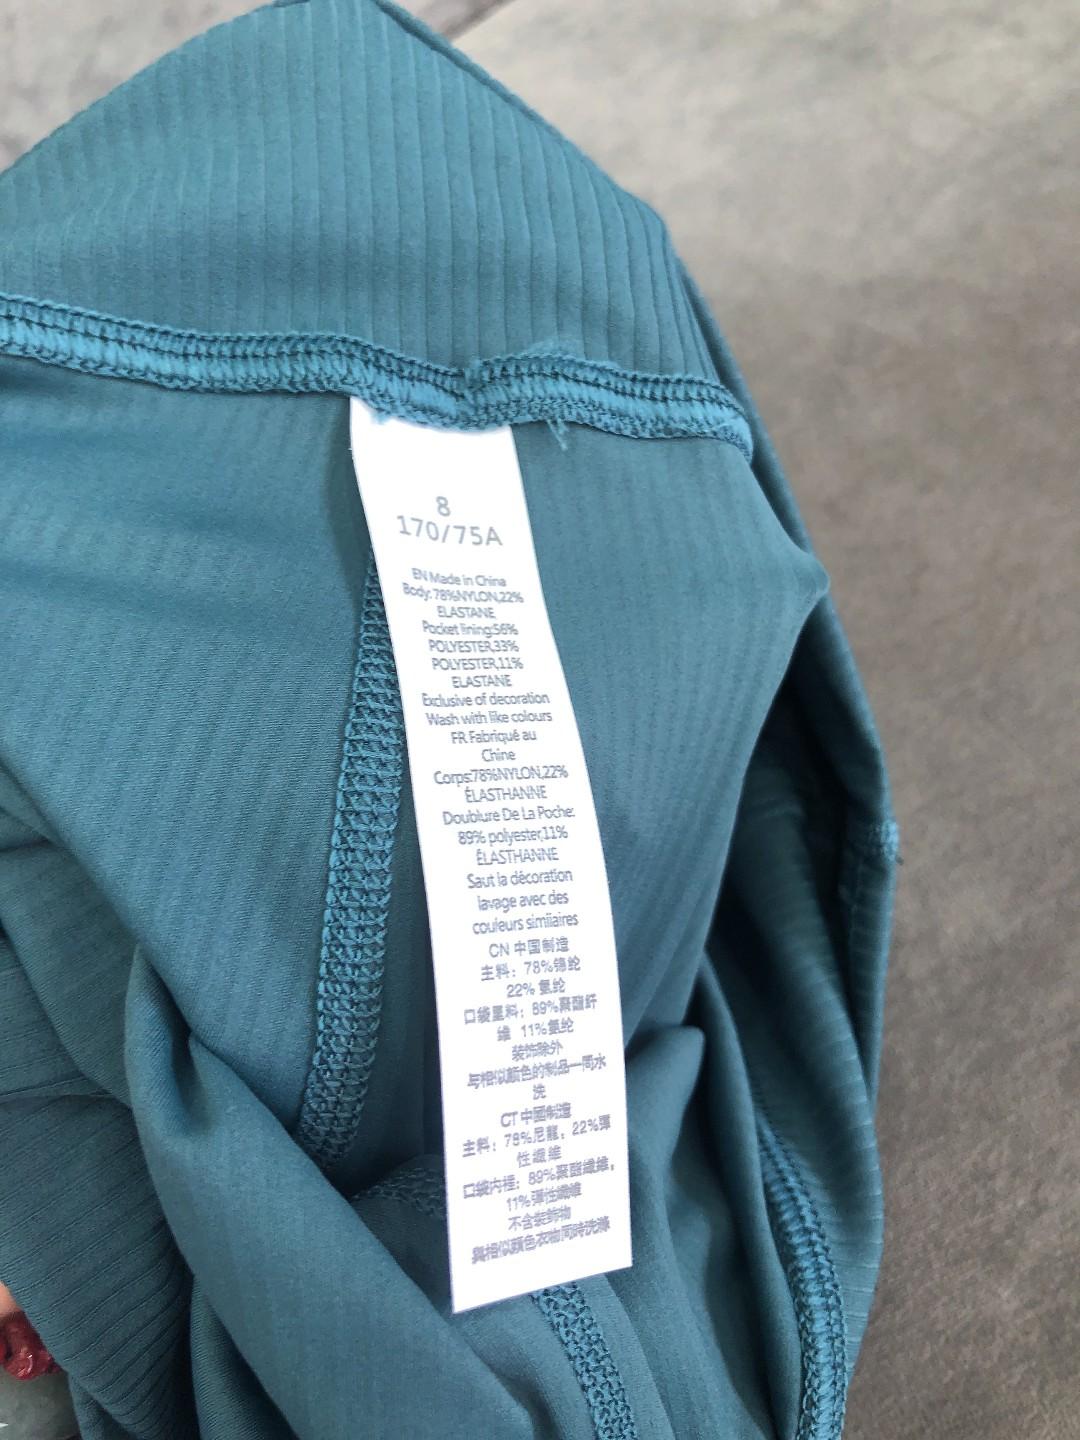 8
170/75A
EN Made in China
Body: 78%NYLON,22%
ELASTANE
Pocket lining:56%
POLYESTER,33%
POLYESTER,11%
ELASTANE
Exclusive of decoration
Wash with like colours
FR Fabriqué au
Chine
Corps:78%NYLON,22%
ÉLASTHANNE
Doublure De La Poche:
89% polyester,11%
ÉLASTHANNE
Saut la décoration
lavage avec des
couleurs simiiaires
CN 中国制造
主料：78%锦纶
22% 氨纶
口袋里料：89%聚酯纤
维 11%氨纶
装饰除外
与相似颜色的制品一同水
洗
CT 中國制造
主料：78%尼龍，22%彈
性纖维
口袋内裡：89%聚酯纖维，
11%彈性纖维
不含装飾物
與相似顏色衣物同時洗滌